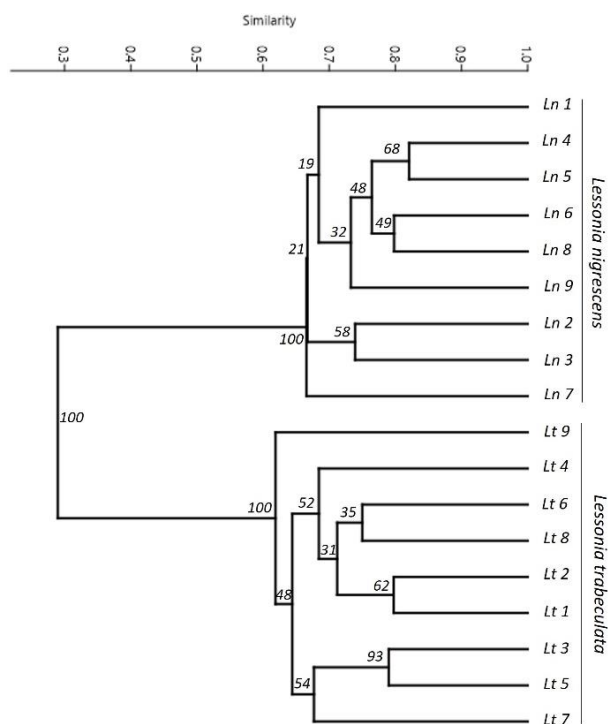 Similarity
0.3 0.4 0.5 0.6 0.7 0.8 0.9 1.0
Ln 1
19
68 Ln 4
48
Ln 5
49 Ln 6
32
21
Ln 8
Ln 9
58 Ln 2
100
Ln 3
Ln 7
Lessonia nigrescens
100
Lt 9
Lt 4
100
52
35 Lt 6
31
Lt 8
62 Lt 2
48
Lt 1
93 Lt 3
54
Lt 5
Lt 7
Lessonia trabeculata